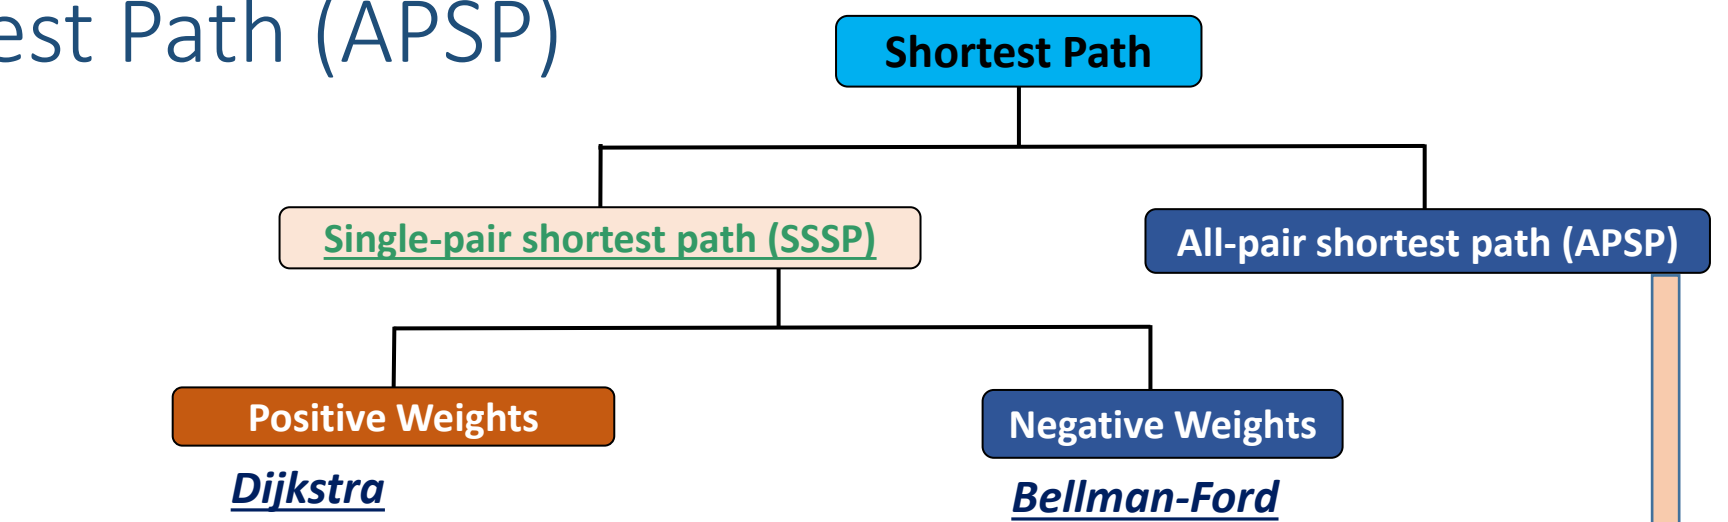 est Path (APSP)
Shortest Path
Single-pair shortest path (SSSP)
All-pair shortest path (APSP)
Positive Weights
Negative Weights
Dijkstra
Bellman-Ford